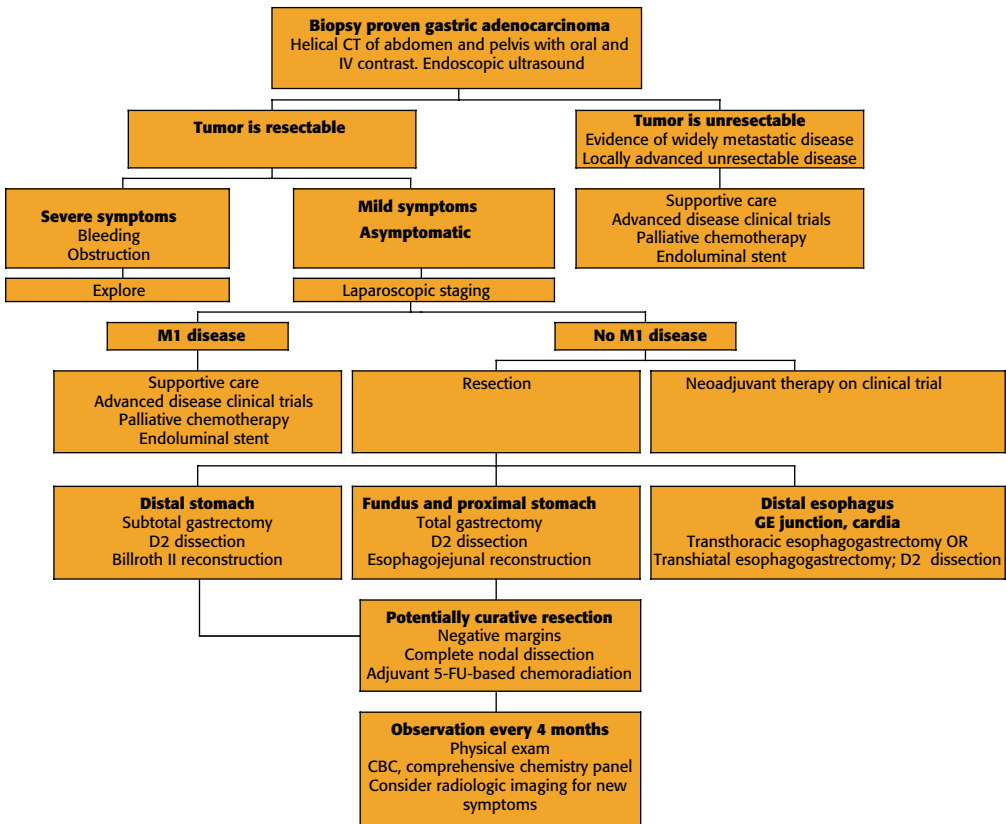 Biopsy proven gastric adenocarcinoma
Helical CT of abdomen and pelvis with oral and
IV contrast. Endoscopic ultrasound
Tumor is resectable
Tumor is unresectable
Evidence of widely metastatic disease
Locally advanced unresectable disease
Severe symptoms
Bleeding
Obstruction
Mild symptoms
Asymptomatic
Supportive care
Advanced disease clinical trials
Palliative chemotherapy
Endoluminal stent
Explore
Laparoscopic staging
M1 disease
No M1 disease
Supportive care
Advanced disease clinical trials
Palliative chemotherapy
Endoluminal stent
Resection
Neoadjuvant therapy on clinical trial
Distal stomach
Subtotal gastrectomy
D2 dissection
Billroth II reconstruction
Fundus and proximal stomach
Total gastrectomy
D2 dissection
Esophagojejunal reconstruction
Distal esophagus
GE junction, cardia
Transthoracic esophagogastrectomy OR
Transhiatal esophagogastrectomy; D2 dissection
Potentially curative resection
Negative margins
Complete nodal dissection
Adjuvant 5-FU-based chemoradiation
Observation every 4 months
Physical exam
CBC, comprehensive chemistry panel
Consider radiologic imaging for new
symptoms